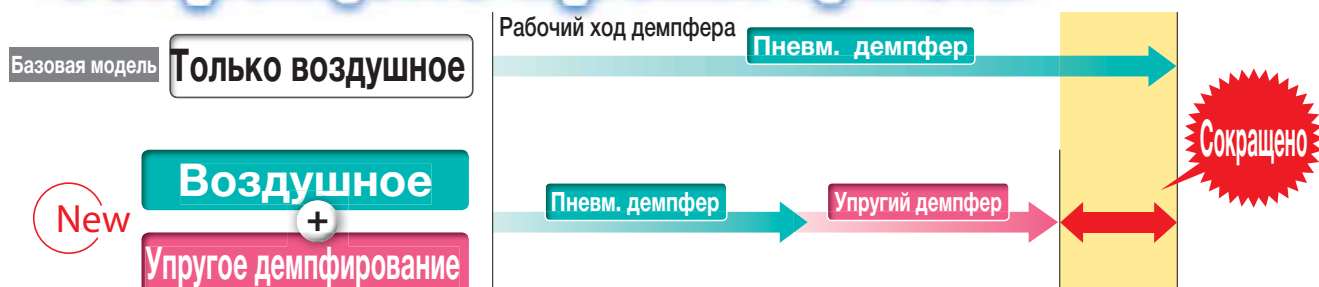 Базовая модель
Только воздушное
Рабочий ход демпфера
Пневм. демпфер
Сокращено
New
Воздушное
+
Упругое демпфирование
Пневм. демпфер
Упругий демпфер